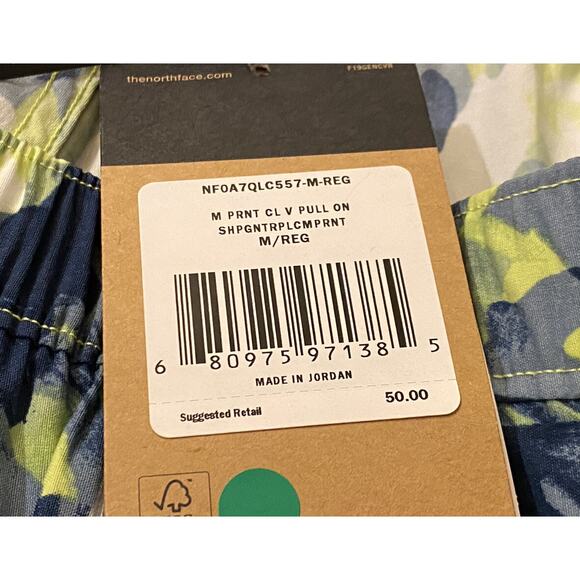 thenorthface.com
F19GENCVR
NF0A7QLC557-M-REG
M PRNT CL V PULL ON
SHPGNTRPLCMPRNT
M/REG
6 80975 97138 5
MADE IN JORDAN
Suggested Retail 50.00